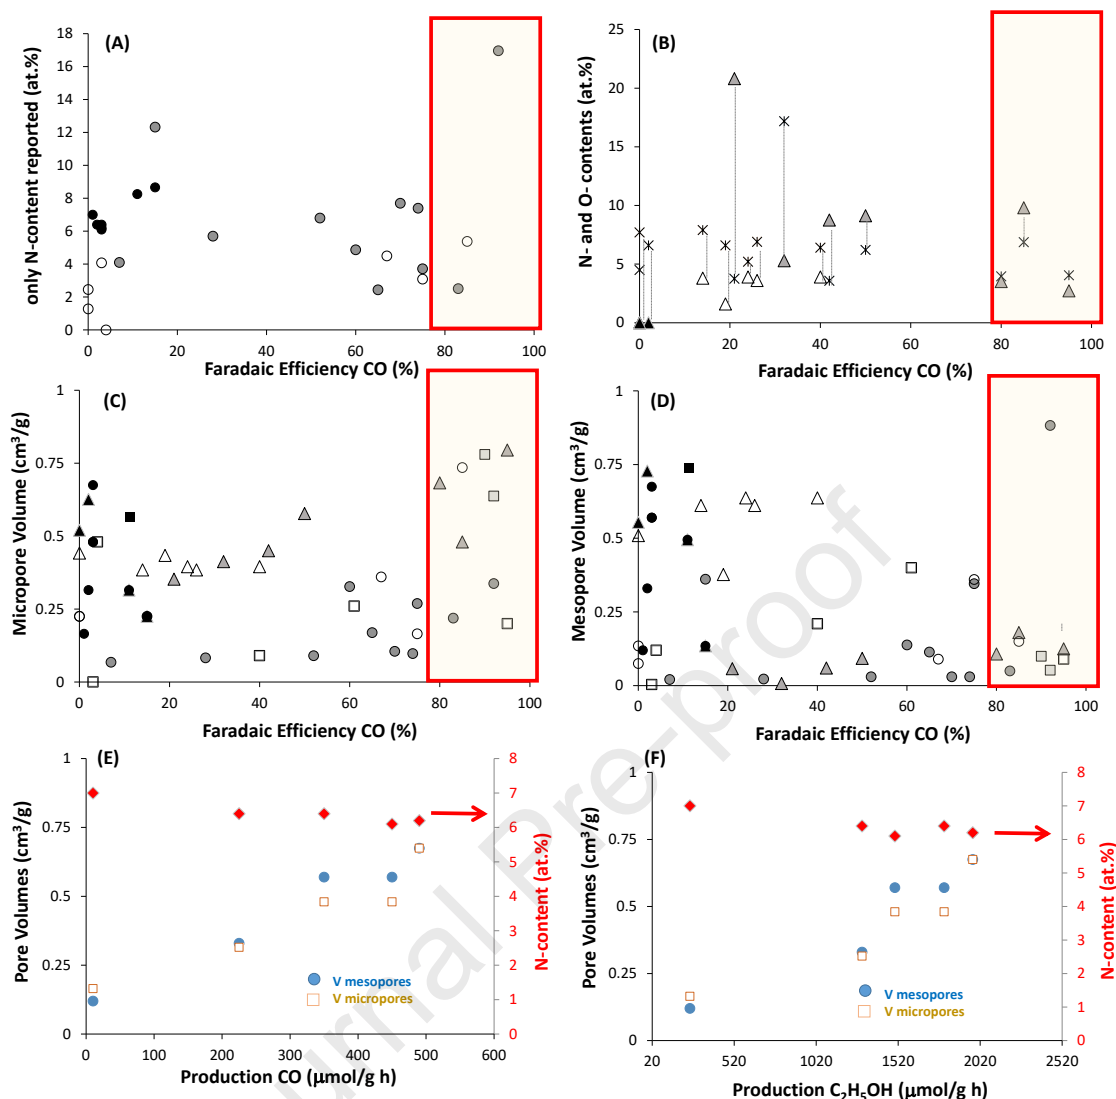 (A)
only N-content reported (at.%)
18
16
14
12
10
8
6
4
2
0
0 20 40 60 80 100
Faradaic Efficiency CO (%)
(B)
N- and O- contents (at.%)
25
20
15
10
5
0
0 20 40 60 80 100
Faradaic Efficiency CO (%)
(C)
Micropore Volume (cm³/g)
1
0.75
0.5
0.25
0
0 20 40 60 80 100
Faradaic Efficiency CO (%)
(D)
Mesopore Volume (cm³/g)
1
0.75
0.5
0.25
0
0 20 40 60 80 100
Faradaic Efficiency CO (%)
(E)
Pore Volumes (cm³/g)
1
0.75
0.5
0.25
0
V mesopores
V micropores
8
7
6
5
4
3
2
1
0
N-content (at.%)
0 100 200 300 400 500 600
Production CO (μmol/g h)
(F)
Pore Volumes (cm³/g)
1
0.75
0.5
0.25
0
V mesopores
V micropores
8
7
6
5
4
3
2
1
0
N-content (at.%)
20 520 1020 1520 2020 2520
Production C₂H₅OH (μmol/g h)
urnal Pre-proof